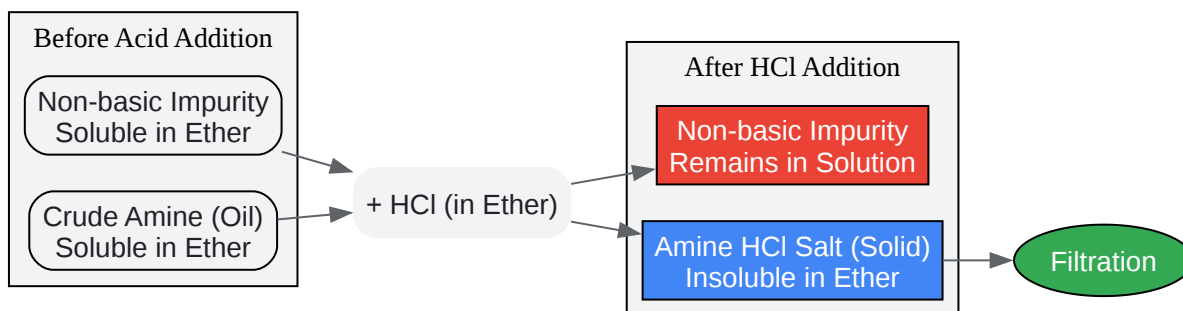 Before Acid Addition
Non-basic Impurity
Soluble in Ether
Crude Amine (Oil)
Soluble in Ether
+ HCl (in Ether)
After HCl Addition
Non-basic Impurity
Remains in Solution
Amine HCl Salt (Solid)
Insoluble in Ether
Filtration